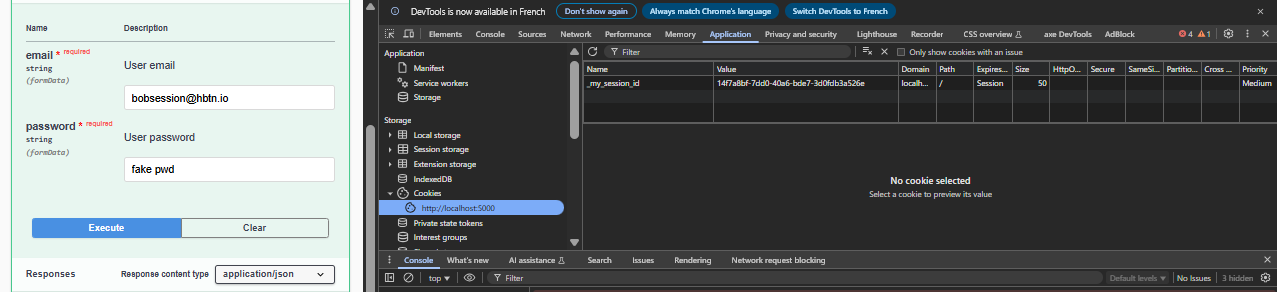 Name Description
email * required
string
(formData)
User email
bobsession@hbtn.io
password * required
string
(formData)
User password
fake pwd
Execute Clear
Responses Response content type application/json
DevTools is now available in French Don't show again Always match Chrome's language Switch DevTools to French
Elements Console Sources Network Performance Memory Application Privacy and security Lighthouse Recorder CSS overview axe DevTools AdBlock 4 1
Application
Manifest
Service workers
Storage
Storage
Local storage
Session storage
Extension storage
IndexedDB
Cookies
http://localhost:5000
Private state tokens
Interest groups
Filter Only show cookies with an issue
Name Value Domain Path Expires... Size HttpO... Secure SameSi... Partitio... Cross ... Priority
_my_session_id 14f7a8bf-7dd0-40a6-bde7-3d0fdb3a526e localh... / Session 50 Medium
No cookie selected
Select a cookie to preview its value
Console What's new AI assistance Search Issues Rendering Network request blocking
top Filter Default levels No Issues 3 hidden